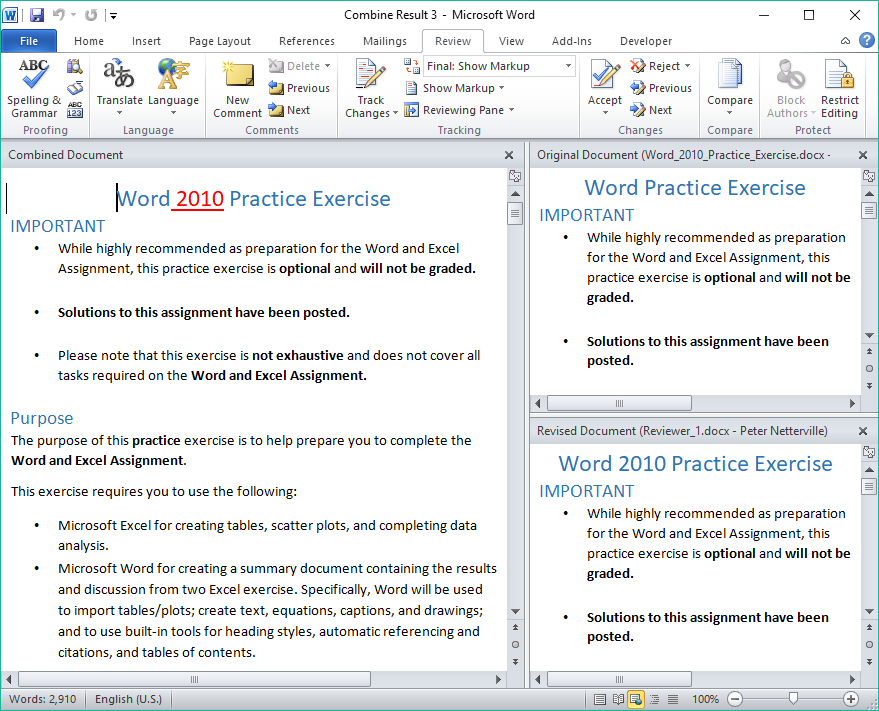 Combine Result 3 - Microsoft Word
File Home Insert Page Layout References Mailings Review View Add-Ins Developer
ABC
Spelling & Grammar
ABC
123
Proofing
Translate
Language
Language
New Comment
Delete
Previous
Next
Comments
Track Changes
Final: Show Markup
Show Markup
Reviewing Pane
Tracking
Accept
Reject
Previous
Next
Changes
Compare
Compare
Block Authors
Restrict Editing
Protect
Combined Document
Word 2010 Practice Exercise
IMPORTANT
• While highly recommended as preparation for the Word and Excel
Assignment, this practice exercise is optional and will not be graded.
• Solutions to this assignment have been posted.
• Please note that this exercise is not exhaustive and does not cover all
tasks required on the Word and Excel Assignment.
Purpose
The purpose of this practice exercise is to help prepare you to complete the
Word and Excel Assignment.
This exercise requires you to use the following:
• Microsoft Excel for creating tables, scatter plots, and completing data
analysis.
• Microsoft Word for creating a summary document containing the results
and discussion from two Excel exercise. Specifically, Word will be used
to import tables/plots; create text, equations, captions, and drawings;
and to use built-in tools for heading styles, automatic referencing and
citations, and tables of contents.
Original Document (Word_2010_Practice_Exercise.docx -
Word Practice Exercise
IMPORTANT
• While highly recommended as preparation
for the Word and Excel Assignment, this
practice exercise is optional and will not be
graded.
• Solutions to this assignment have been
posted.
Revised Document (Reviewer_1.docx - Peter Netterville)
Word 2010 Practice Exercise
IMPORTANT
• While highly recommended as preparation
for the Word and Excel Assignment, this
practice exercise is optional and will not be
graded.
• Solutions to this assignment have been
posted.
Words: 2,910 English (U.S.) 100%